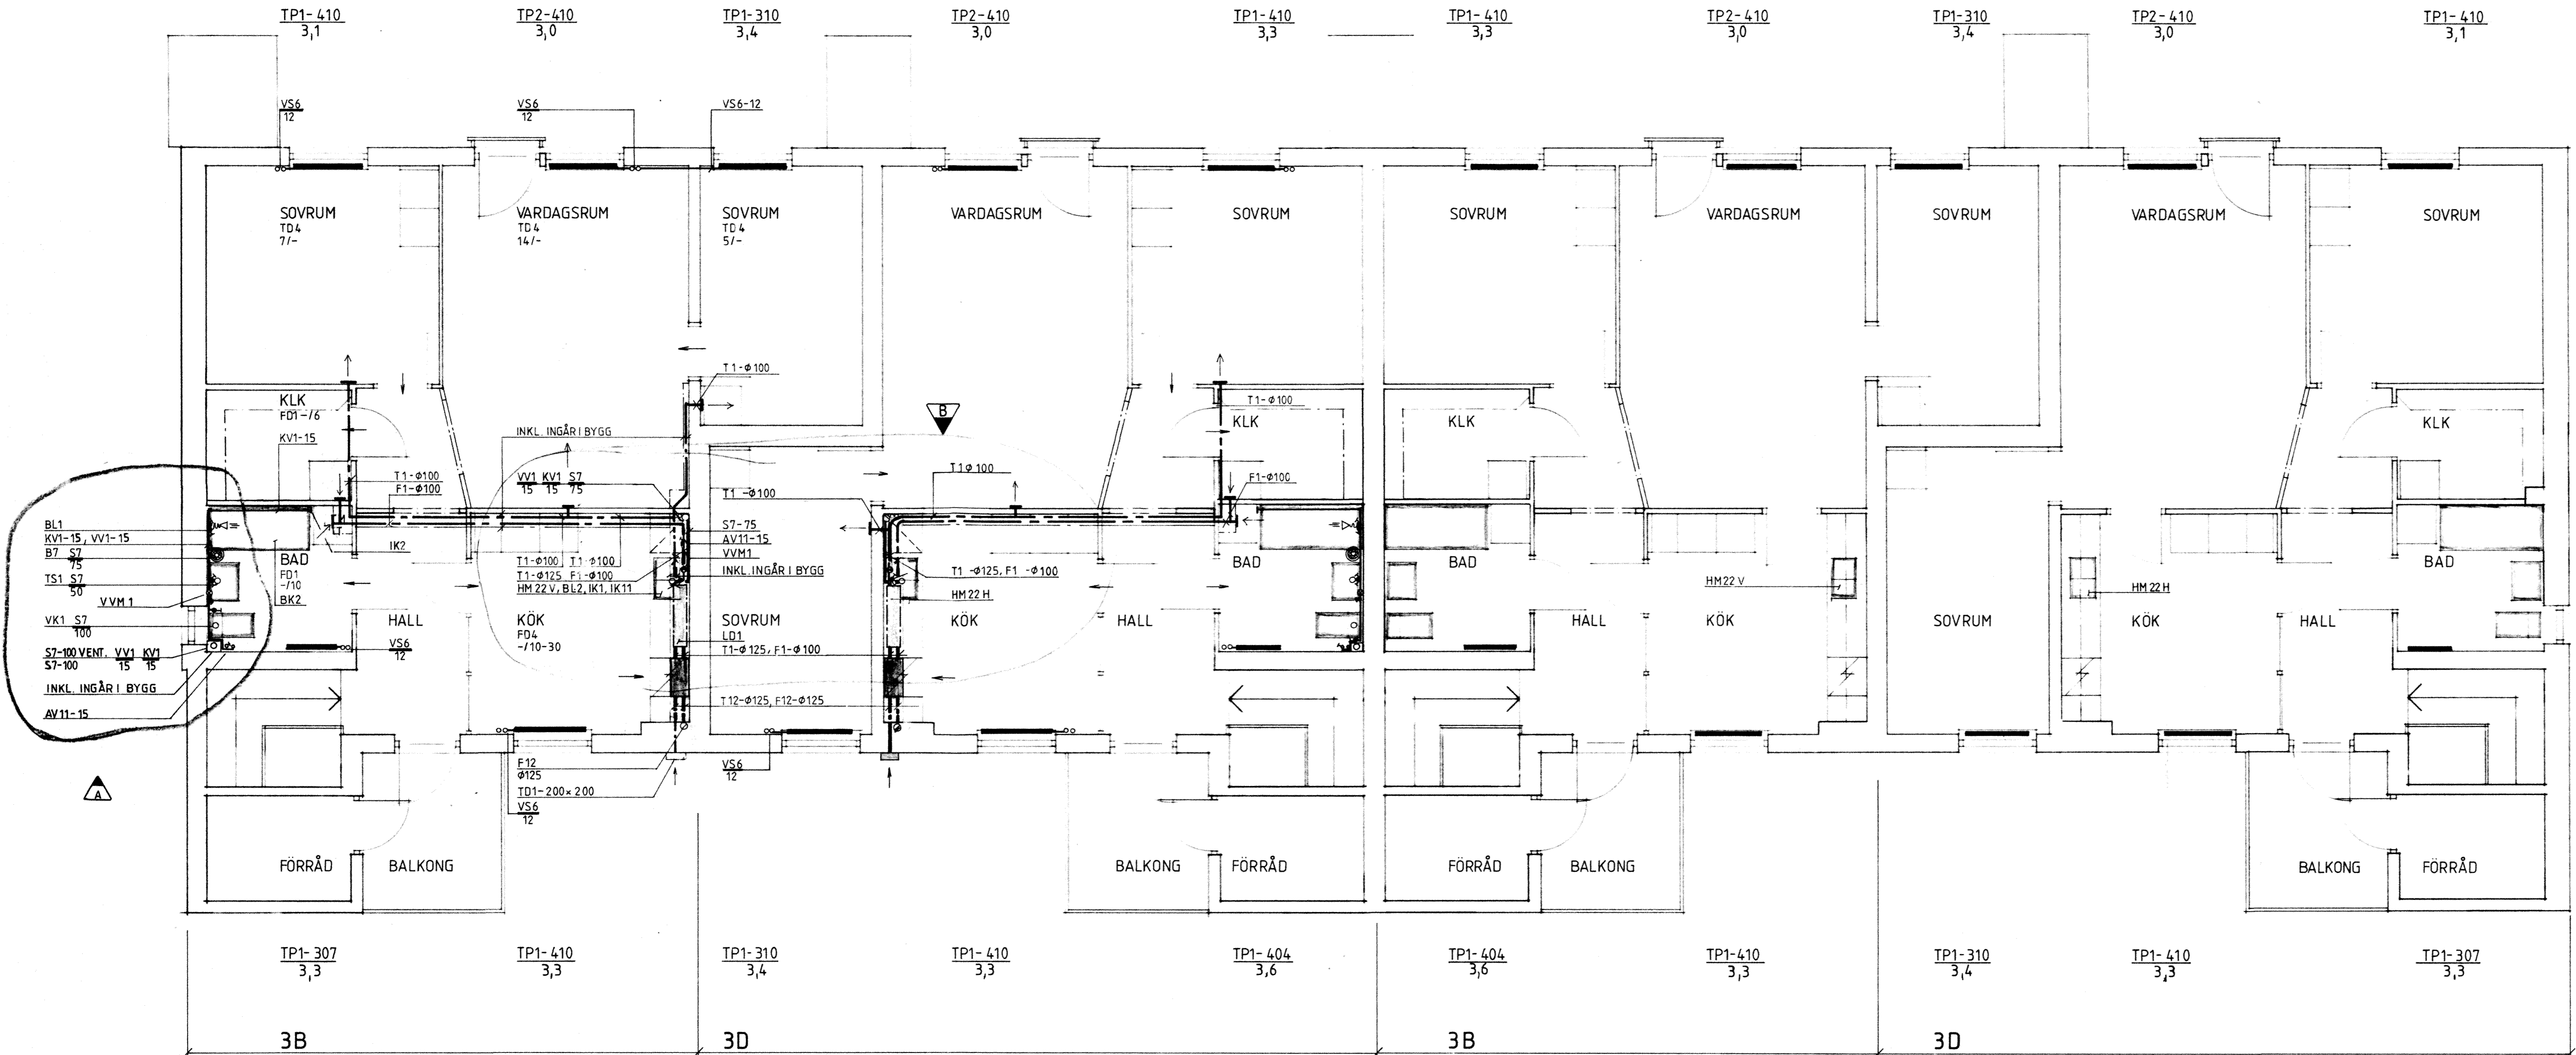 TP1-410
3,1
TP2-410
3,0
TP1-310
3,4
TP2-410
3,0
TP1-410
3,3
TP1-410
3,3
TP2-410
3,0
TP1-310
3,4
TP2-410
3,0
TP1-410
3,1
VS6
12
VS6
12
VS6-12
SOVRUM
TD4
7/-
VARDAGSRUM
TD4
14/-
SOVRUM
TD4
5/-
VARDAGSRUM
SOVRUM
SOVRUM
VARDAGSRUM
SOVRUM
VARDAGSRUM
SOVRUM
T1-Ø100
KLK
FD1-/6
KV1-15
INKL. INGÅR I BYGG
B
T1-Ø100
KLK
KLK
KLK
T1-Ø100
F1-Ø100
VV1 KV1 S7
15 15 75
T1-Ø100
T1Ø100
F1-Ø100
BL1
KV1-15, VV1-15
B7 S7
75
TS1 S7
50
VVM1
VK1 S7
100
S7-100 VENT. VV1 KV1
S7-100 15 15
INKL. INGÅR I BYGG
AV11-15
A
IK2
BAD
FD1
-/10
BK2
HALL
VS6
12
T1-Ø100 T1-Ø100
T1-Ø125 F1-Ø100
HM22V, BL2, IK1, IK11
KÖK
FD4
-/10-30
S7-75
AV11-15
VVM1
INKL. INGÅR I BYGG
SOVRUM
LD1
T1-Ø125, F1-Ø100
T12-Ø125, F12-Ø125
T1-Ø125, F1-Ø100
HM22H
KÖK
HALL
BAD
BAD
HALL
HM22V
KÖK
SOVRUM
HM22H
KÖK
HALL
BAD
F12
Ø125
TD1-200x200
VS6
12
VS6
12
FÖRRÅD
BALKONG
BALKONG
FÖRRÅD
FÖRRÅD
BALKONG
BALKONG
FÖRRÅD
TP1-307
3,3
TP1-410
3,3
TP1-310
3,4
TP1-410
3,3
TP1-404
3,6
TP1-404
3,6
TP1-410
3,3
TP1-310
3,4
TP1-410
3,3
TP1-307
3,3
3B
3D
3B
3D